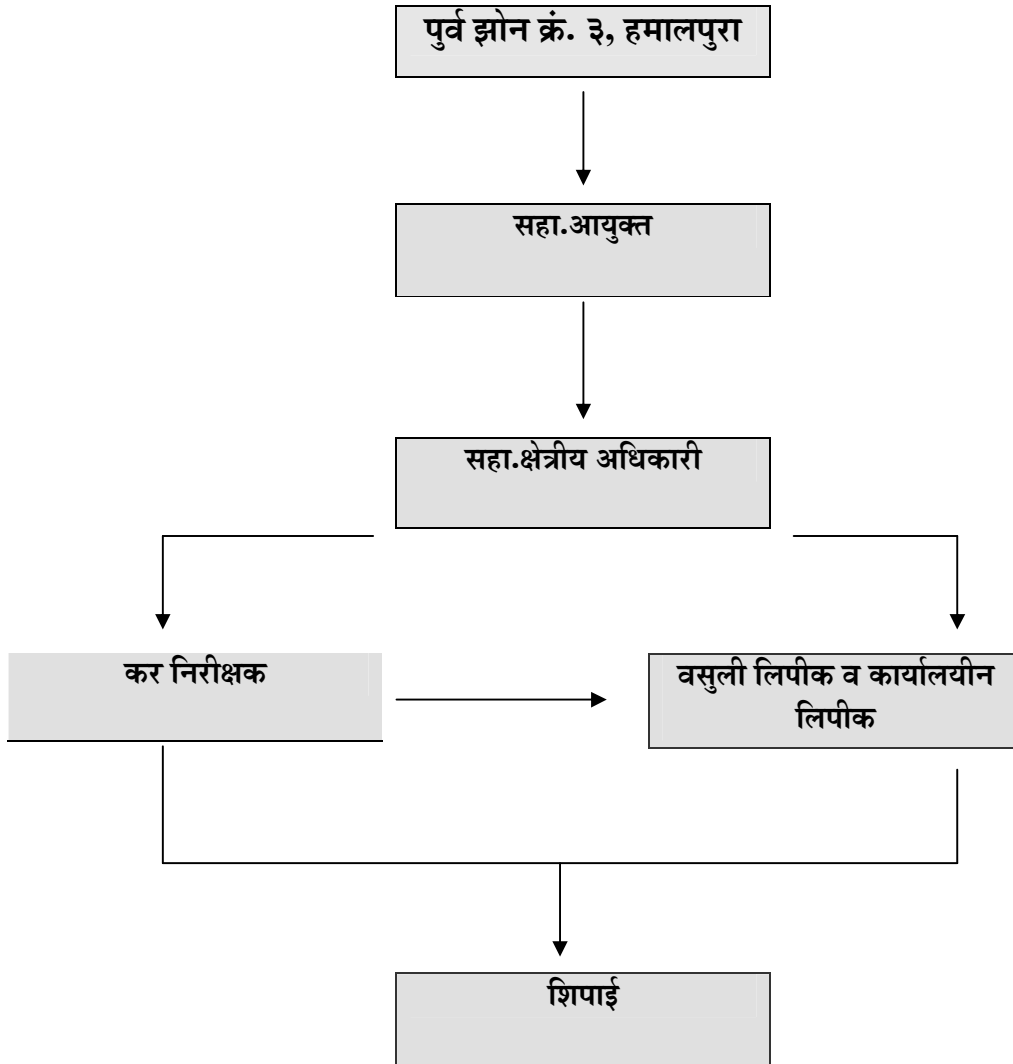 पुर्व झोन क्रं. ३, हमालपुरा
सहा.आयुक्त
सहा.क्षेत्रीय अधिकारी
कर निरीक्षक
वसुली लिपीक व कार्यालयीन
लिपीक
शिपाई